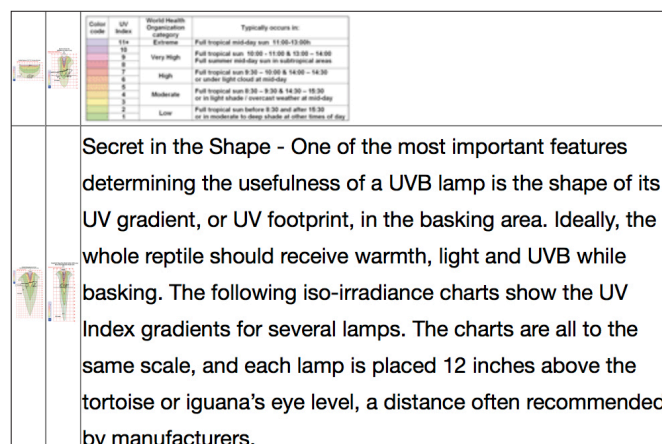 Color code UV Index World Health Organization category Typically occurs in:
11+ Extreme Full tropical mid-day sun 11:00-13:00h
10
9 Very High Full tropical sun 10:00 - 11:00 & 13:00 - 14:00
8 Full summer mid-day sun in subtropical areas
7 High Full tropical sun 9:30 - 10:00 & 14:00 - 14:30
6 or under light cloud at mid-day
5
4 Moderate Full tropical sun 8:30 - 9:30 & 14:30 - 15:30
3 or in light shade / overcast weather at mid-day
2 Low Full tropical sun before 8:30 and after 15:30
1 or in moderate to deep shade at other times of day
Secret in the Shape - One of the most important features
determining the usefulness of a UVB lamp is the shape of its
UV gradient, or UV footprint, in the basking area. Ideally, the
whole reptile should receive warmth, light and UVB while
basking. The following iso-irradiance charts show the UV
Index gradients for several lamps. The charts are all to the
same scale, and each lamp is placed 12 inches above the
tortoise or iguana’s eye level, a distance often recommended
by manufacturers.